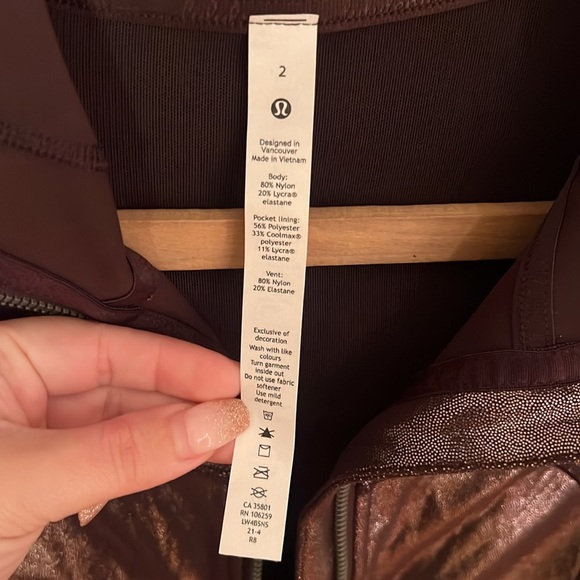 2
Designed in
Vancouver
Made in Vietnam
Body:
80% Nylon
20% Lycra®
elastane
Pocket lining:
56% Polyester
33% Coolmax®
polyester
11% Lycra®
elastane
Vent:
80% Nylon
20% Elastane
Exclusive of
decoration
Wash with like
colours
Turn garment
inside out
Do not use fabric
softener
Use mild
detergent
CA 35801
RN 106259
LW4BSNS
21-4
R8